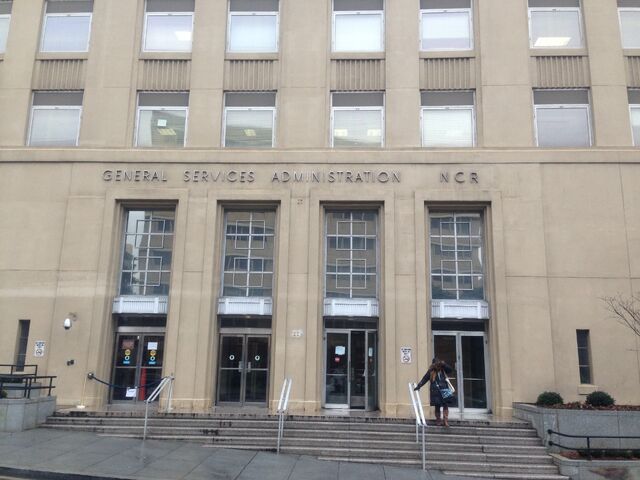 GENERAL SERVICES ADMINISTRATION NCR